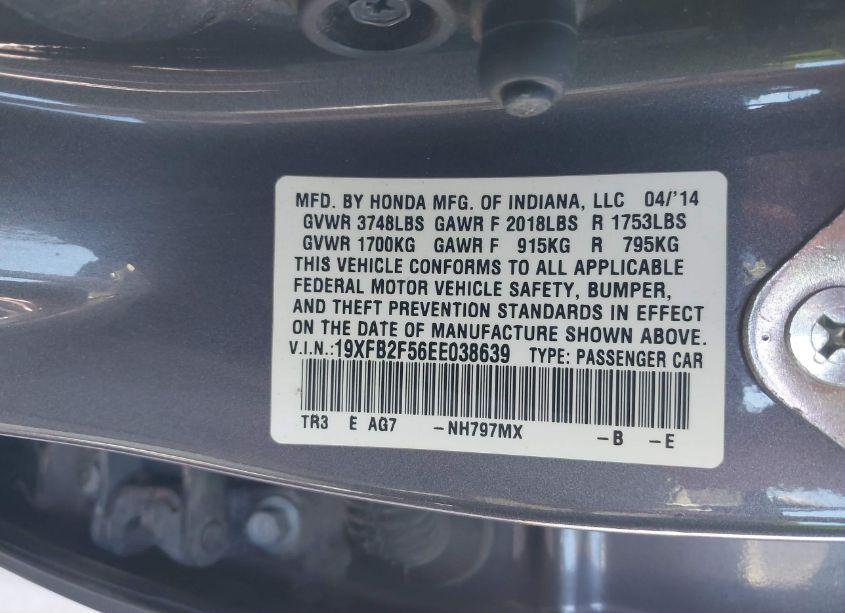 MFD. BY HONDA MFG. OF INDIANA, LLC 04/'14
GVWR 3748LBS GAWR F 2018LBS R 1753LBS
GVWR 1700KG GAWR F 915KG R 795KG
THIS VEHICLE CONFORMS TO ALL APPLICABLE
FEDERAL MOTOR VEHICLE SAFETY, BUMPER,
AND THEFT PREVENTION STANDARDS IN EFFECT
ON THE DATE OF MANUFACTURE SHOWN ABOVE.
V.I.N.:19XFB2F56EE038639 TYPE: PASSENGER CAR
TR3 E AG7 -NH797MX -B -E